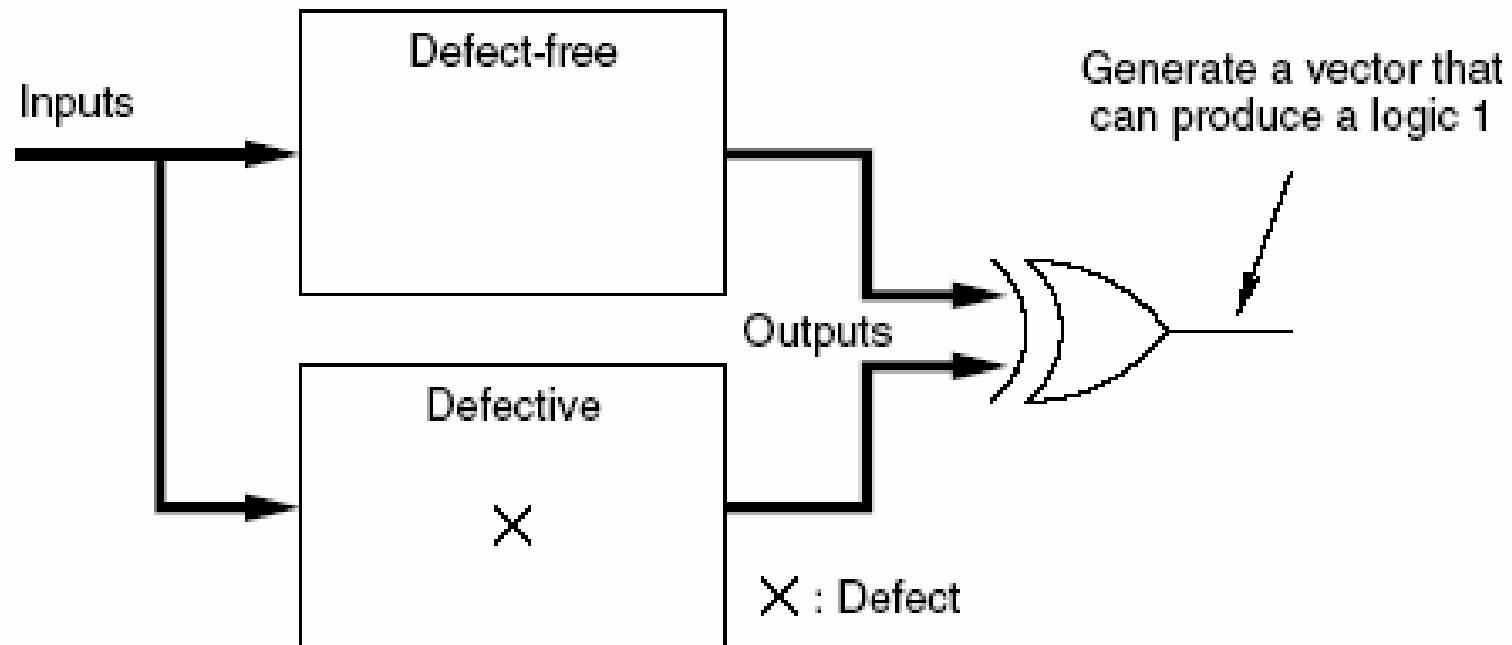 Defect-free
Inputs
Generate a vector that
can produce a logic 1
Outputs
Defective
: Defect